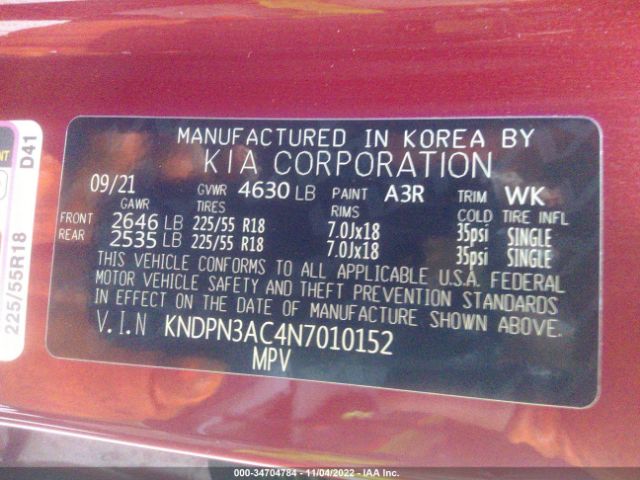 MANUFACTURED IN KOREA BY
KIA CORPORATION
09/21 GVWR 4630 LB PAINT A3R TRIM WK
GAWR TIRES RIMS COLD TIRE INFL
FRONT 2646 LB 225/55 R18 7.0Jx18 35psi SINGLE
REAR 2535 LB 225/55 R18 7.0Jx18 35psi SINGLE
THIS VEHICLE CONFORMS TO ALL APPLICABLE U.S.A. FEDERAL
MOTOR VEHICLE SAFETY AND THEFT PREVENTION STANDARDS
IN EFFECT ON THE DATE OF MANUFACTURE SHOWN ABOVE.
V.I.N KNDPN3AC4N7010152
MPV
D41
225/55R18
000-34704784 - 11/04/2022 - IAA Inc.